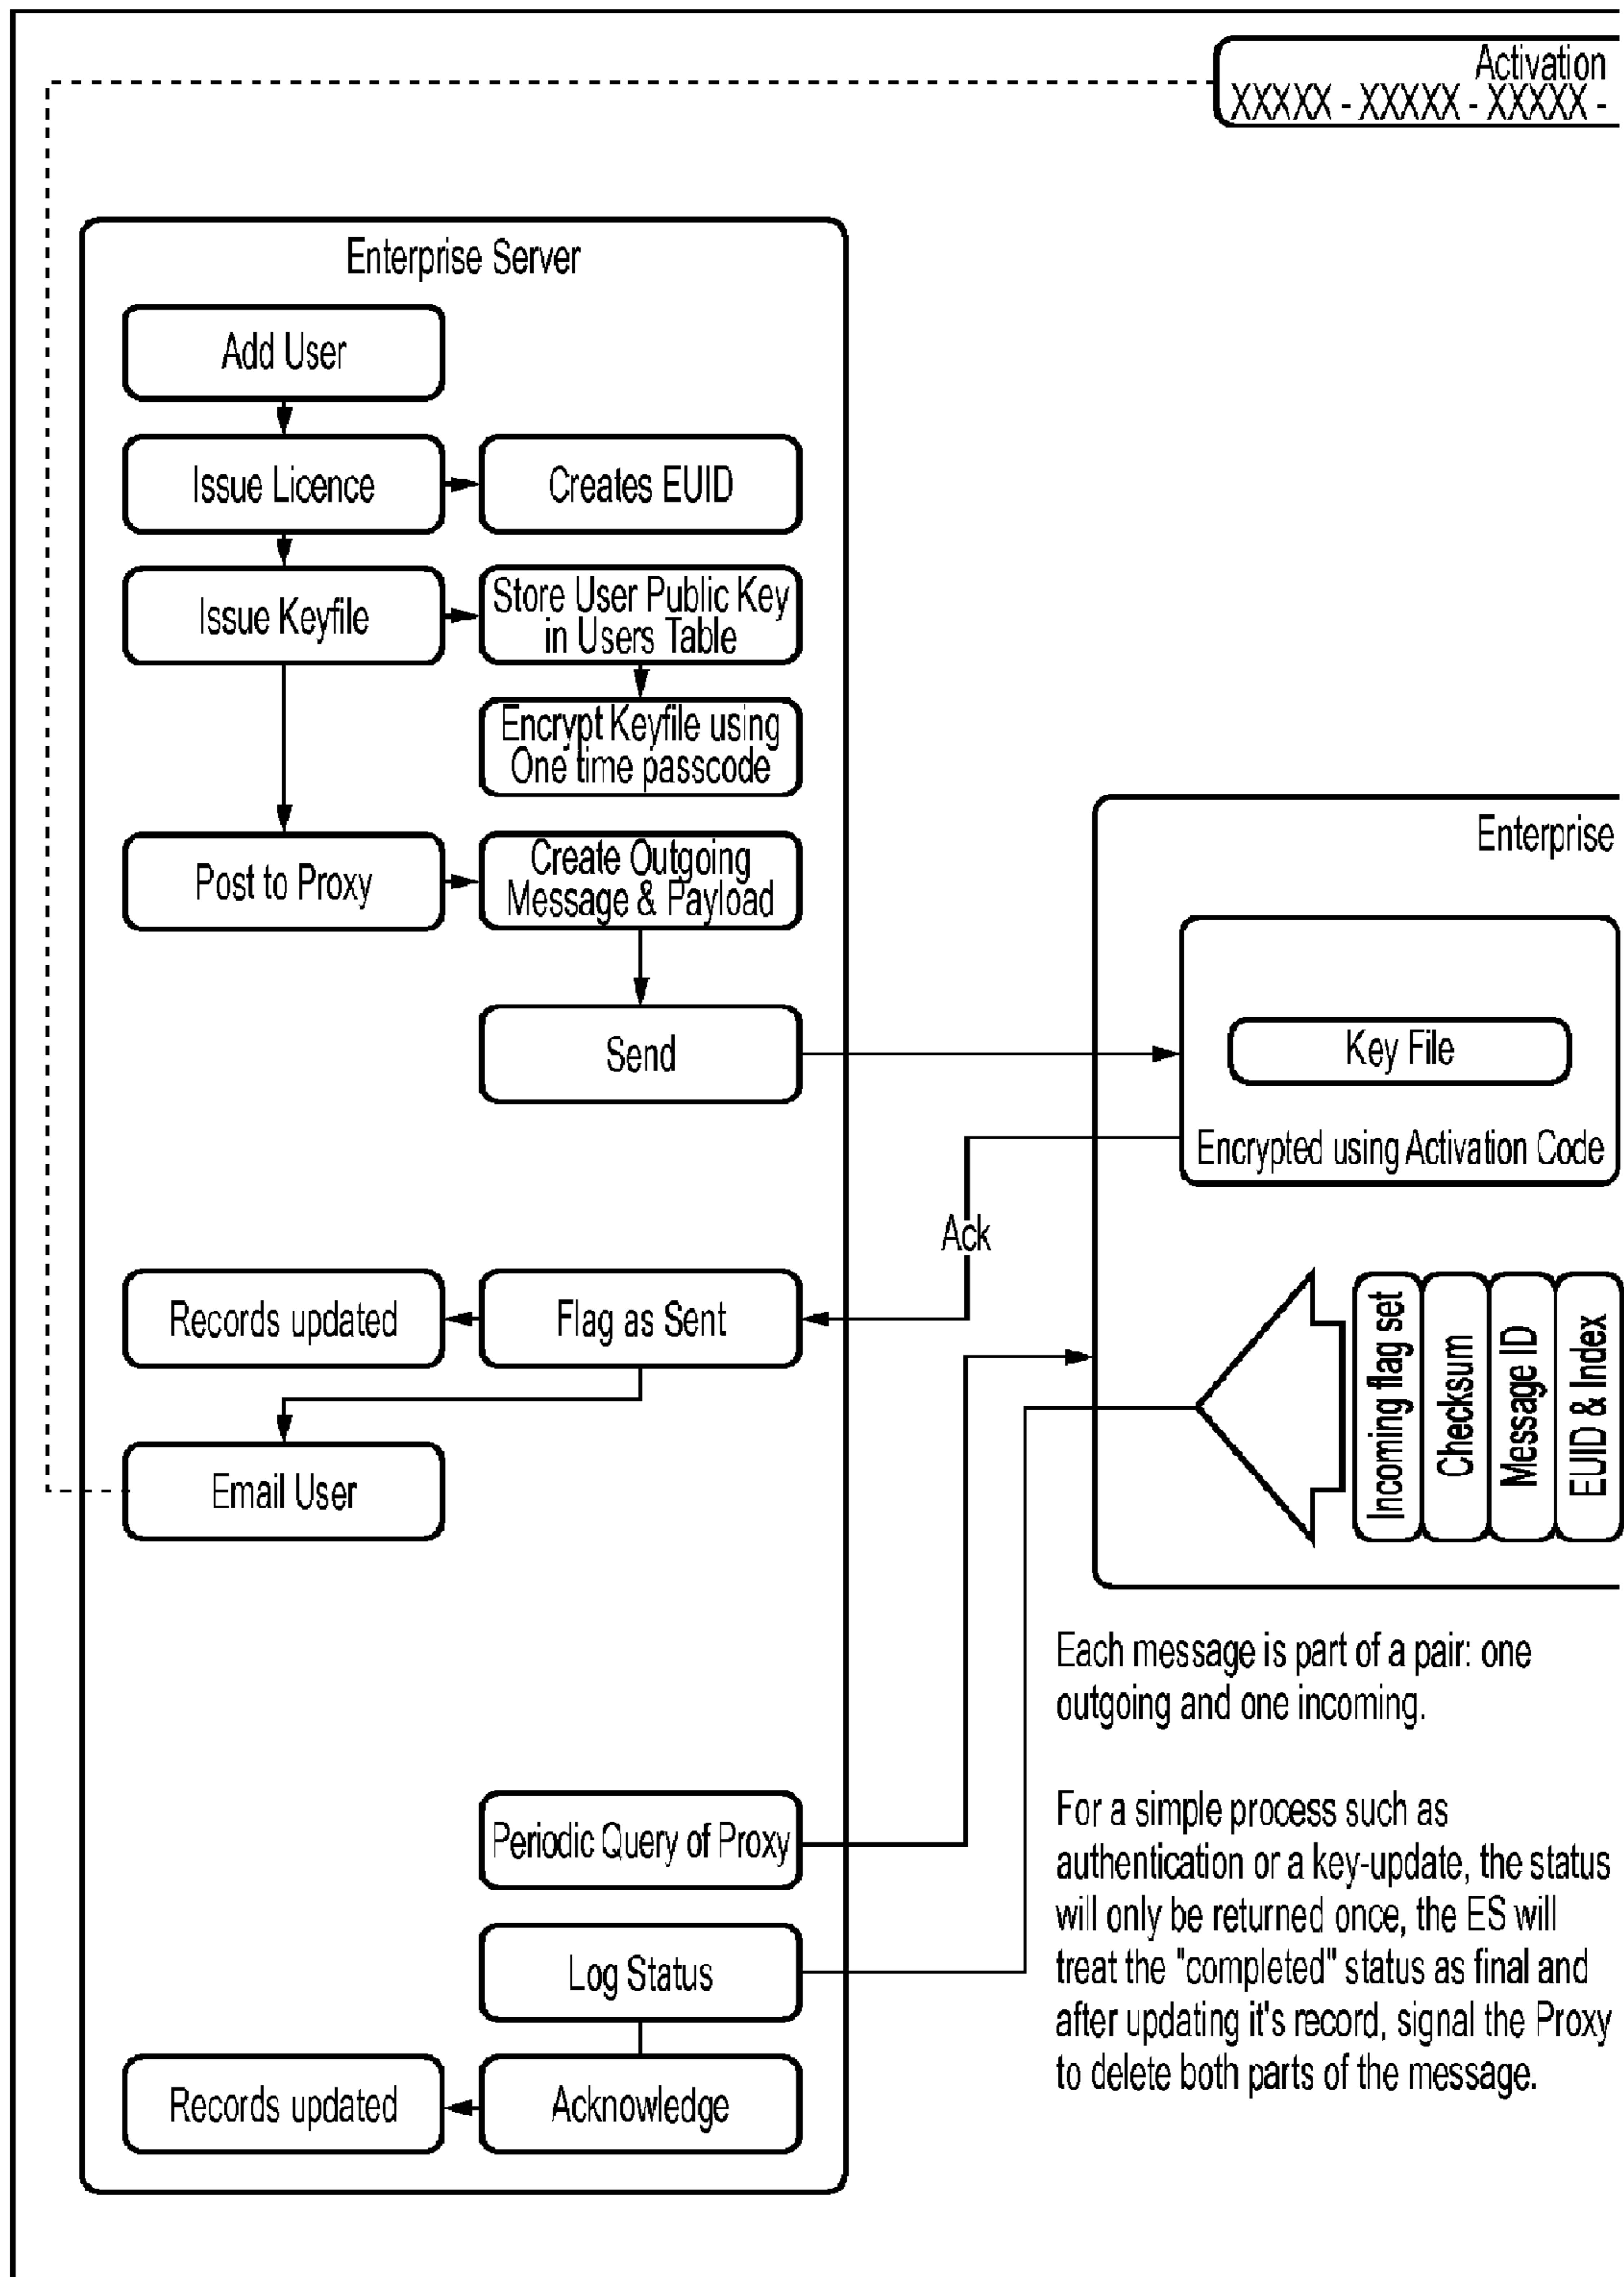 Activation
XXXXX - XXXXX - XXXXX -
Enterprise Server
Add User
Issue Licence
Creates EUID
Issue Keyfile
Store User Public Key
in Users Table
Encrypt Keyfile using
One time passcode
Post to Proxy
Create Outgoing
Message & Payload
Send
Enterprise
Key File
Encrypted using Activation Code
Ack
Records updated
Flag as Sent
Email User
Incoming flag set
Checksum
Message ID
EUID & Index
Each message is part of a pair: one
outgoing and one incoming.
For a simple process such as
authentication or a key-update, the status
will only be returned once, the ES will
treat the "completed" status as final and
after updating it's record, signal the Proxy
to delete both parts of the message.
Periodic Query of Proxy
Log Status
Records updated
Acknowledge